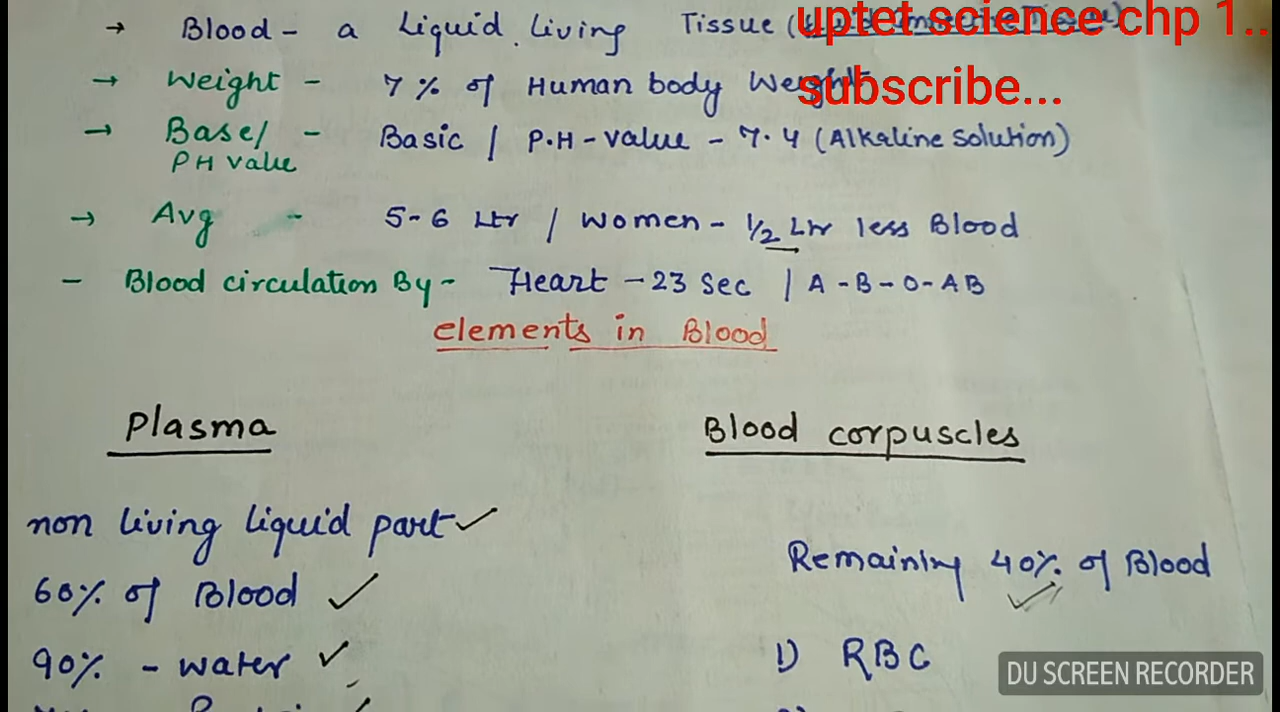 → Blood - a Liquid Living Tissue (
uptet science chp 1...
→ Weight - 7% of Human body Weight
subscribe...
→ Base/ - Basic / P.H - value - 7.4 (Alkaline Solution)
PH value
→ Avg - 5-6 Ltr / Women - 1/2 Ltr less Blood
- Blood circulation By - Heart - 23 Sec | A - B - O - AB
elements in Blood
Plasma Blood corpuscles
non living liquid part ✓
Remaining 40% of Blood
60% of Blood ✓
90% - water ✓
1) RBC
DU SCREEN RECORDER